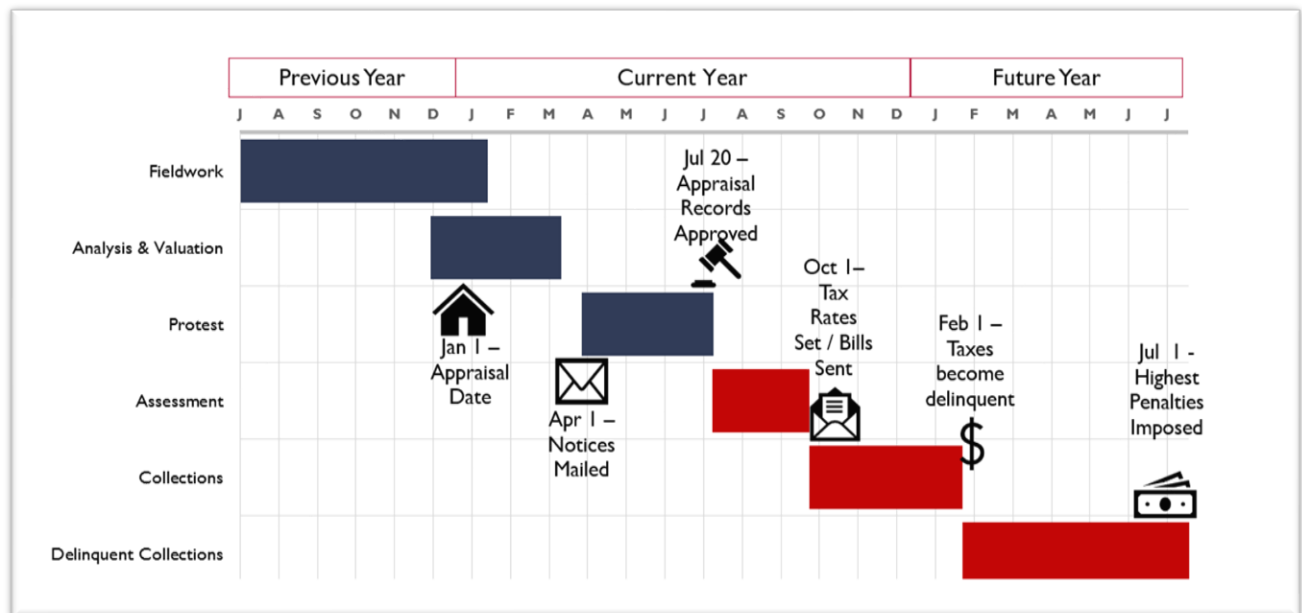 Previous Year Current Year Future Year
J A S O N D J F M A M J J A S O N D J F M A M J J
Fieldwork
Jul 20 –
Appraisal
Records
Approved
Analysis & Valuation
Oct 1–
Tax
Rates
Set / Bills
Sent
Protest
Jan 1 –
Appraisal
Date
Feb 1 –
Taxes
become
delinquent
Jul 1 -
Highest
Penalties
Imposed
Assessment
Apr 1 –
Notices
Mailed
$
Collections
Delinquent Collections